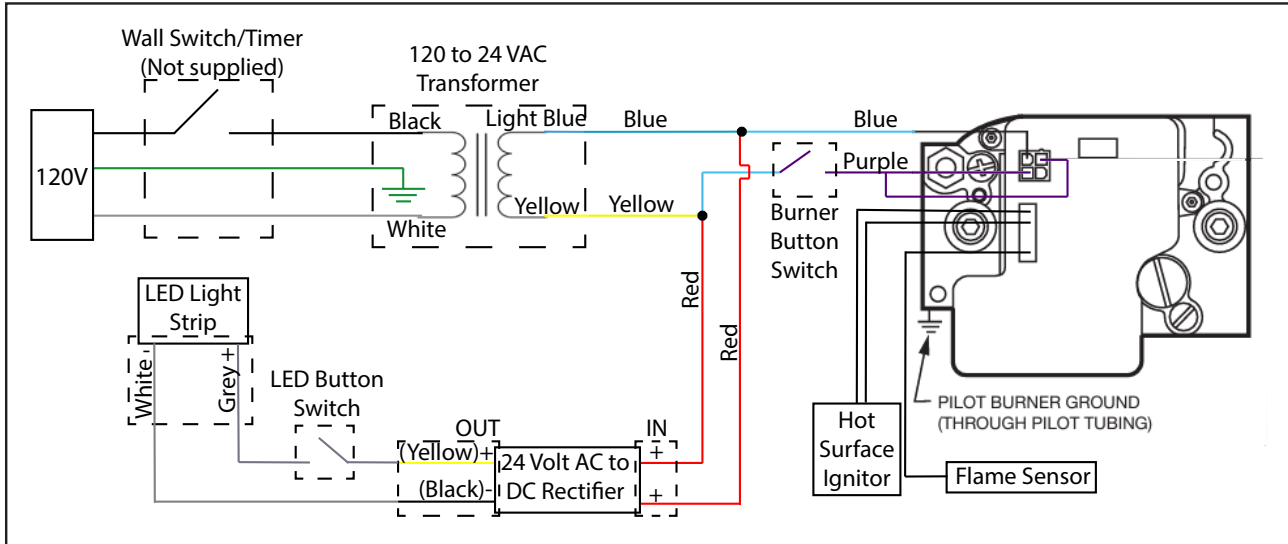 Wall Switch/Timer
(Not supplied)
120 to 24 VAC
Transformer
120V
Black
White
Light Blue
Yellow
Blue
Yellow
Blue
Purple
Burner
Button
Switch
Red
Red
LED Light
Strip
White -
Grey +
LED Button
Switch
OUT
(Yellow)+
(Black)-
24 Volt AC to
DC Rectifier
IN
+
+
Hot
Surface
Ignitor
Flame Sensor
PILOT BURNER GROUND
(THROUGH PILOT TUBING)